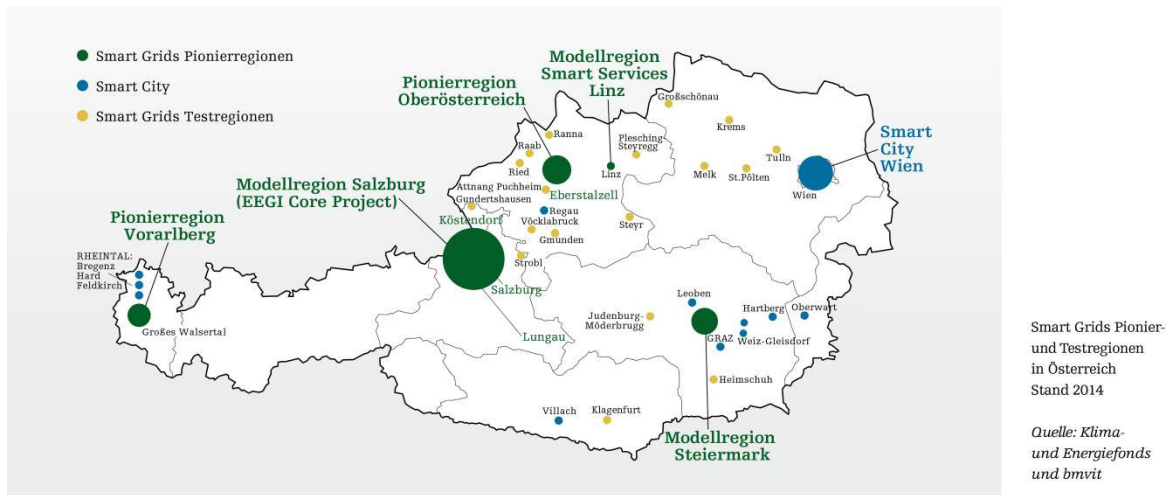 Smart Grids Pionierregionen
Smart City
Smart Grids Testregionen
Modellregion
Smart Services
Linz
Pionierregion
Oberösterreich
Modellregion Salzburg
(EEGI Core Project)
Pionierregion
Vorarlberg
Smart
City
Wien
Großschönau
Krems
Ranna
Raab
Ried
Plesching-
Steyregg
Linz
Melk
St.Pölten
Tulln
Wien
Attnang Puchheim
Eberstalzell
Gundertshausen
Köstendorf
Regau
Vöcklabruck
Gmunden
Steyr
Strobl
Salzburg
Lungau
RHEINTAL:
Bregenz
Hard
Feldkirch
Großes Walsertal
Leoben
Hartberg
Oberwart
Judenburg-
Möderbrugg
GRAZ
Weiz-Gleisdorf
Heimschuh
Villach
Klagenfurt
Modellregion
Steiermark
Smart Grids Pionier-
und Testregionen
in Österreich
Stand 2014
Quelle: Klima-
und Energiefonds
und bmvit